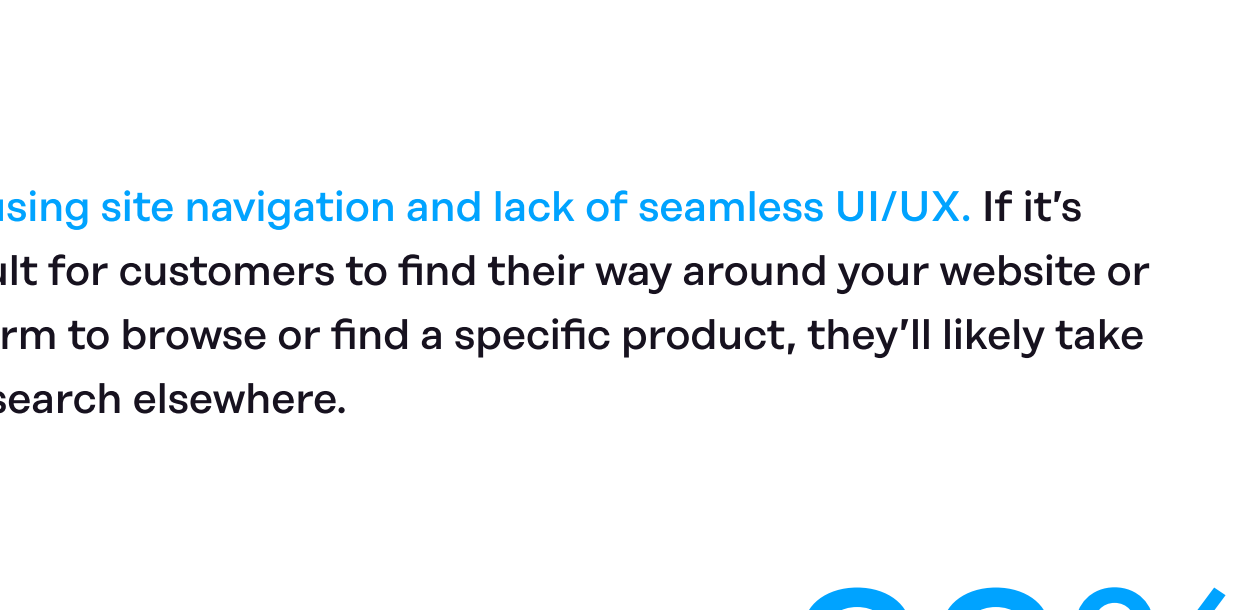 using site navigation and lack of seamless UI/UX. If it’s
ult for customers to find their way around your website or
rm to browse or find a specific product, they’ll likely take
search elsewhere.